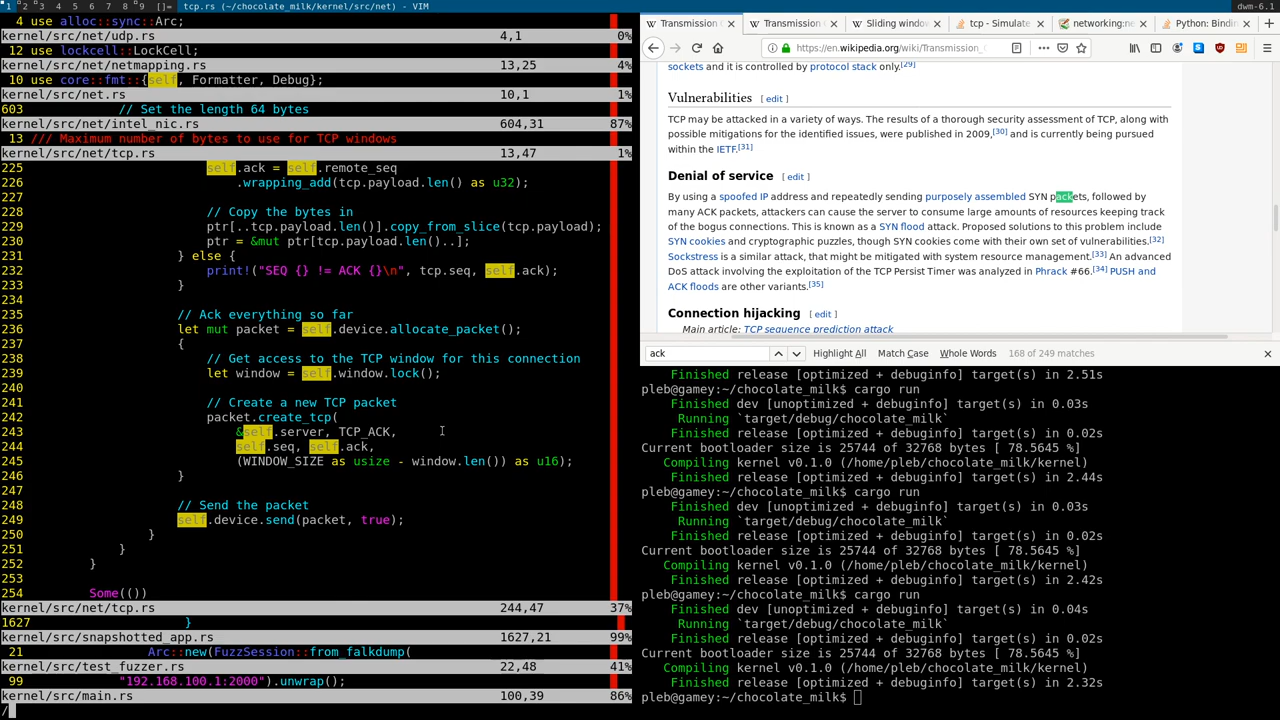 1 2 3 4 5 6 7 8 9 []= tcp.rs (~/chocolate_milk/kernel/src/net) - VIM
dwm-6.1
4 use alloc::sync::Arc;
kernel/src/net/udp.rs 4,1 0%
12 use lockcell::LockCell;
kernel/src/net/netmapping.rs 13,25 4%
10 use core::fmt::{self, Formatter, Debug};
kernel/src/net.rs 10,1 1%
603 // Set the length 64 bytes
kernel/src/net/intel_nic.rs 604,31 87%
13 /// Maximum number of bytes to use for TCP windows
kernel/src/net/tcp.rs 13,47 1%
225 self.ack = self.remote_seq
226 .wrapping_add(tcp.payload.len() as u32);
227
228 // Copy the bytes in
229 ptr[..tcp.payload.len()].copy_from_slice(tcp.payload);
230 ptr = &mut ptr[tcp.payload.len()..];
231 } else {
232 print!("SEQ {} != ACK {}\n", tcp.seq, self.ack);
233 }
234
235 // Ack everything so far
236 let mut packet = self.device.allocate_packet();
237 {
238 // Get access to the TCP window for this connection
239 let window = self.window.lock();
240
241 // Create a new TCP packet
242 packet.create_tcp(
243 &self.server, TCP_ACK,
244 self.seq, self.ack,
245 (WINDOW_SIZE as usize - window.len()) as u16);
246 }
247
248 // Send the packet
249 self.device.send(packet, true);
250 }
251 }
252 }
253
254 Some(())
kernel/src/net/tcp.rs 244,47 37%
1627 }
kernel/src/snapshotted_app.rs 1627,21 99%
21 Arc::new(FuzzSession::from_falkdump(
kernel/src/test_fuzzer.rs 22,48 41%
99 "192.168.100.1:2000").unwrap();
kernel/src/main.rs 100,39 86%
/
Transmission C
Transmission C
Sliding window
tcp - Simulate
networking:ne
Python: Bindin
https://en.wikipedia.org/wiki/Transmission_C
sockets and it is controlled by protocol stack only.[29]
Vulnerabilities [ edit ]
TCP may be attacked in a variety of ways. The results of a thorough security assessment of TCP, along with
possible mitigations for the identified issues, were published in 2009,[30] and is currently being pursued
within the IETF.[31]
Denial of service [ edit ]
By using a spoofed IP address and repeatedly sending purposely assembled SYN packets, followed by
many ACK packets, attackers can cause the server to consume large amounts of resources keeping track
of the bogus connections. This is known as a SYN flood attack. Proposed solutions to this problem include
SYN cookies and cryptographic puzzles, though SYN cookies come with their own set of vulnerabilities.[32]
Sockstress is a similar attack, that might be mitigated with system resource management.[33] An advanced
DoS attack involving the exploitation of the TCP Persist Timer was analyzed in Phrack #66.[34] PUSH and
ACK floods are other variants.[35]
Connection hijacking [ edit ]
Main article: TCP sequence prediction attack
ack Highlight All Match Case Whole Words 168 of 249 matches
Finished release [optimized + debuginfo] target(s) in 2.51s
pleb@gamey:~/chocolate_milk$ cargo run
Finished dev [unoptimized + debuginfo] target(s) in 0.03s
Running `target/debug/chocolate_milk`
Finished release [optimized + debuginfo] target(s) in 0.02s
Current bootloader size is 25744 of 32768 bytes [ 78.5645 %]
Compiling kernel v0.1.0 (/home/pleb/chocolate_milk/kernel)
Finished release [optimized + debuginfo] target(s) in 2.44s
pleb@gamey:~/chocolate_milk$ cargo run
Finished dev [unoptimized + debuginfo] target(s) in 0.03s
Running `target/debug/chocolate_milk`
Finished release [optimized + debuginfo] target(s) in 0.02s
Current bootloader size is 25744 of 32768 bytes [ 78.5645 %]
Compiling kernel v0.1.0 (/home/pleb/chocolate_milk/kernel)
Finished release [optimized + debuginfo] target(s) in 2.42s
pleb@gamey:~/chocolate_milk$ cargo run
Finished dev [unoptimized + debuginfo] target(s) in 0.04s
Running `target/debug/chocolate_milk`
Finished release [optimized + debuginfo] target(s) in 0.02s
Current bootloader size is 25744 of 32768 bytes [ 78.5645 %]
Compiling kernel v0.1.0 (/home/pleb/chocolate_milk/kernel)
Finished release [optimized + debuginfo] target(s) in 2.32s
pleb@gamey:~/chocolate_milk$